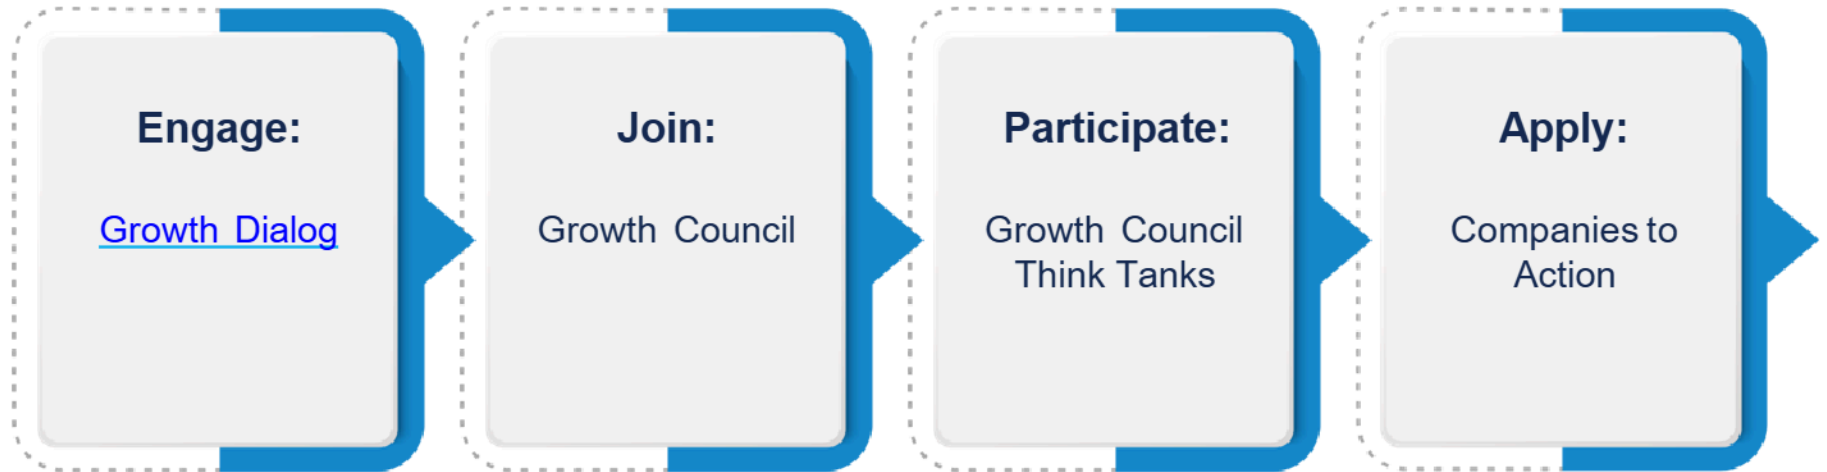 Engage:
Growth Dialog
Join:
Growth Council
Participate:
Growth Council
Think Tanks
Apply:
Companies to
Action